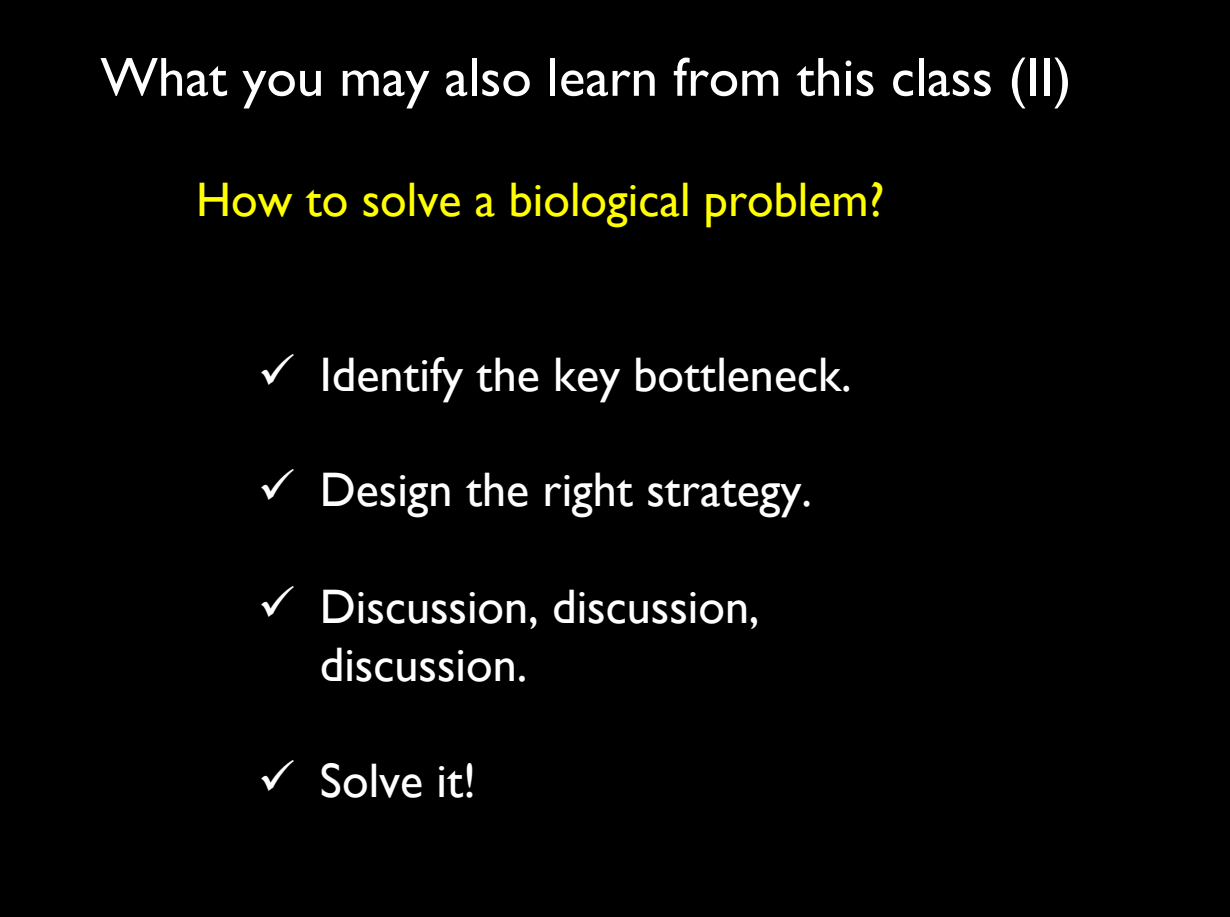 What you may also learn from this class (II)
How to solve a biological problem?
✓ Identify the key bottleneck.
✓ Design the right strategy.
✓ Discussion, discussion,
discussion.
✓ Solve it!